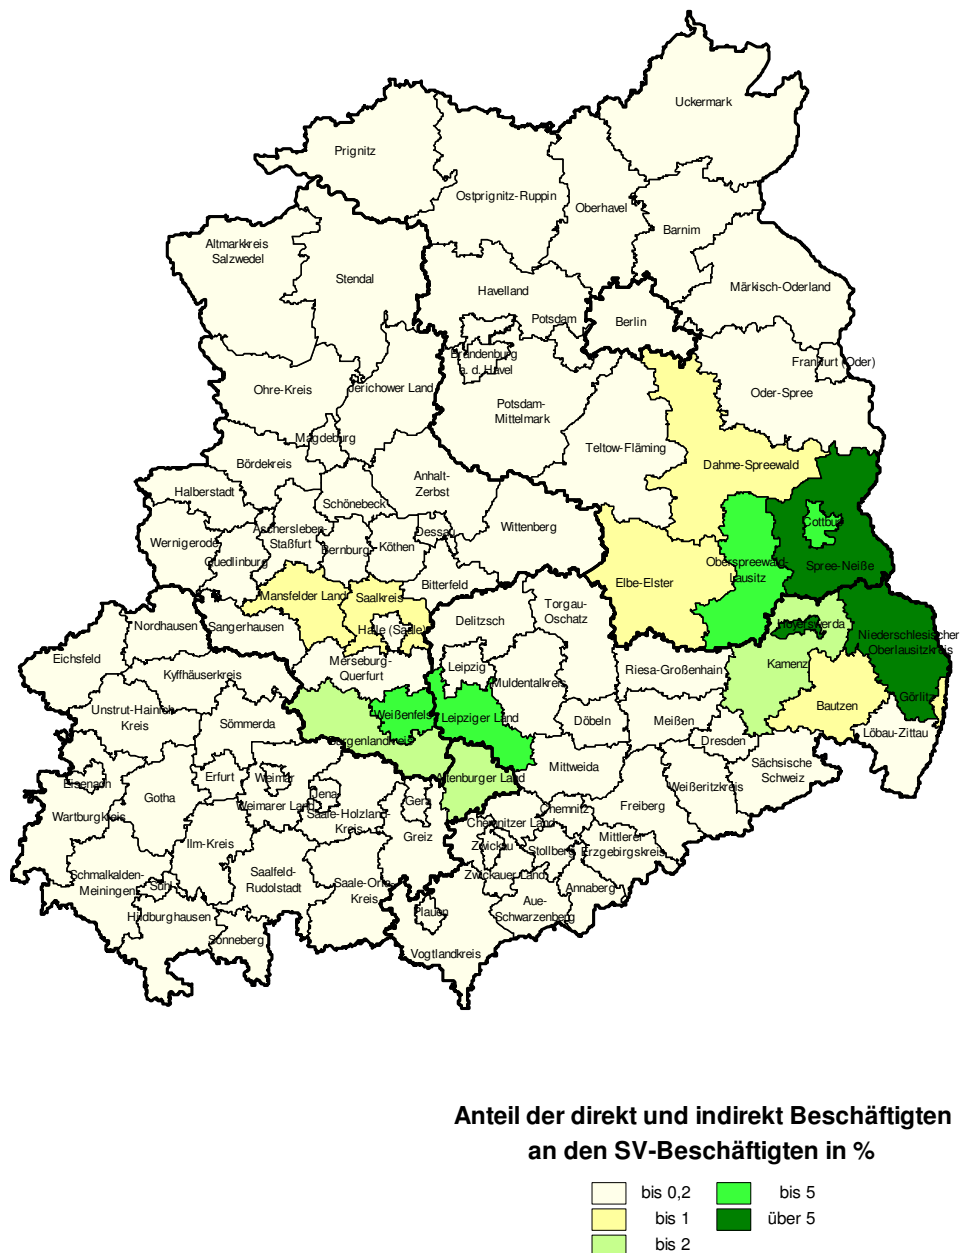 Uckermark
Prignitz
Ostprignitz-Ruppin
Oberhavel
Barnim
Altmarkkreis
Salzwedel
Stendal
Havelland
Märkisch-Oderland
Potsdam
Berlin
Brandenburg
a. d. Havel
Frankfurt (Oder)
Ohre-Kreis
Jerichower Land
Oder-Spree
Potsdam-
Mittelmark
Magdeburg
Teltow-Fläming
Bördekreis
Dahme-Spreewald
Anhalt-
Zerbst
Halberstadt
Schönebeck
Wittenberg
Cottbus
Aschersleben-
Staßfurt
Dessau
Wernigerode
Bernburg
Köthen
Quedlinburg
Oberspreewald-
Lausitz
Spree-Neiße
Elbe-Elster
Bitterfeld
Mansfelder Land
Saalkreis
Torgau-
Oschatz
Nordhausen
Sangerhausen
Halle (Saale)
Delitzsch
Hoyerswerda
Niederschlesischer
Oberlausitzkreis
Eichsfeld
Merseburg-
Querfurt
Leipzig
Kamenz
Kyffhäuserkreis
Muldentalkreis
Riesa-Großenhain
Görlitz
Unstrut-Hainich
Kreis
Sömmerda
Weißenfels
Leipziger Land
Döbeln
Meißen
Bautzen
Burgenlandkreis
Dresden
Löbau-Zittau
Eisenach
Erfurt
Weimar
Altenburger Land
Mittweida
Sächsische
Schweiz
Gotha
Jena
Gera
Weißeritzkreis
Wartburgkreis
Weimarer Land
Saale-Holzland-
Kreis
Chemnitz
Freiberg
Chemnitzer Land
Ilm-Kreis
Greiz
Zwickau
Stollberg
Mittlerer
Erzgebirgskreis
Schmalkalden-
Meiningen
Suhl
Saalfeld-
Rudolstadt
Saale-Orla-
Kreis
Zwickauer Land
Annaberg
Hildburghausen
Plauen
Aue-
Schwarzenberg
Sonneberg
Vogtlandkreis
Anteil der direkt und indirekt Beschäftigten
an den SV-Beschäftigten in %
bis 0,2
bis 5
bis 1
über 5
bis 2